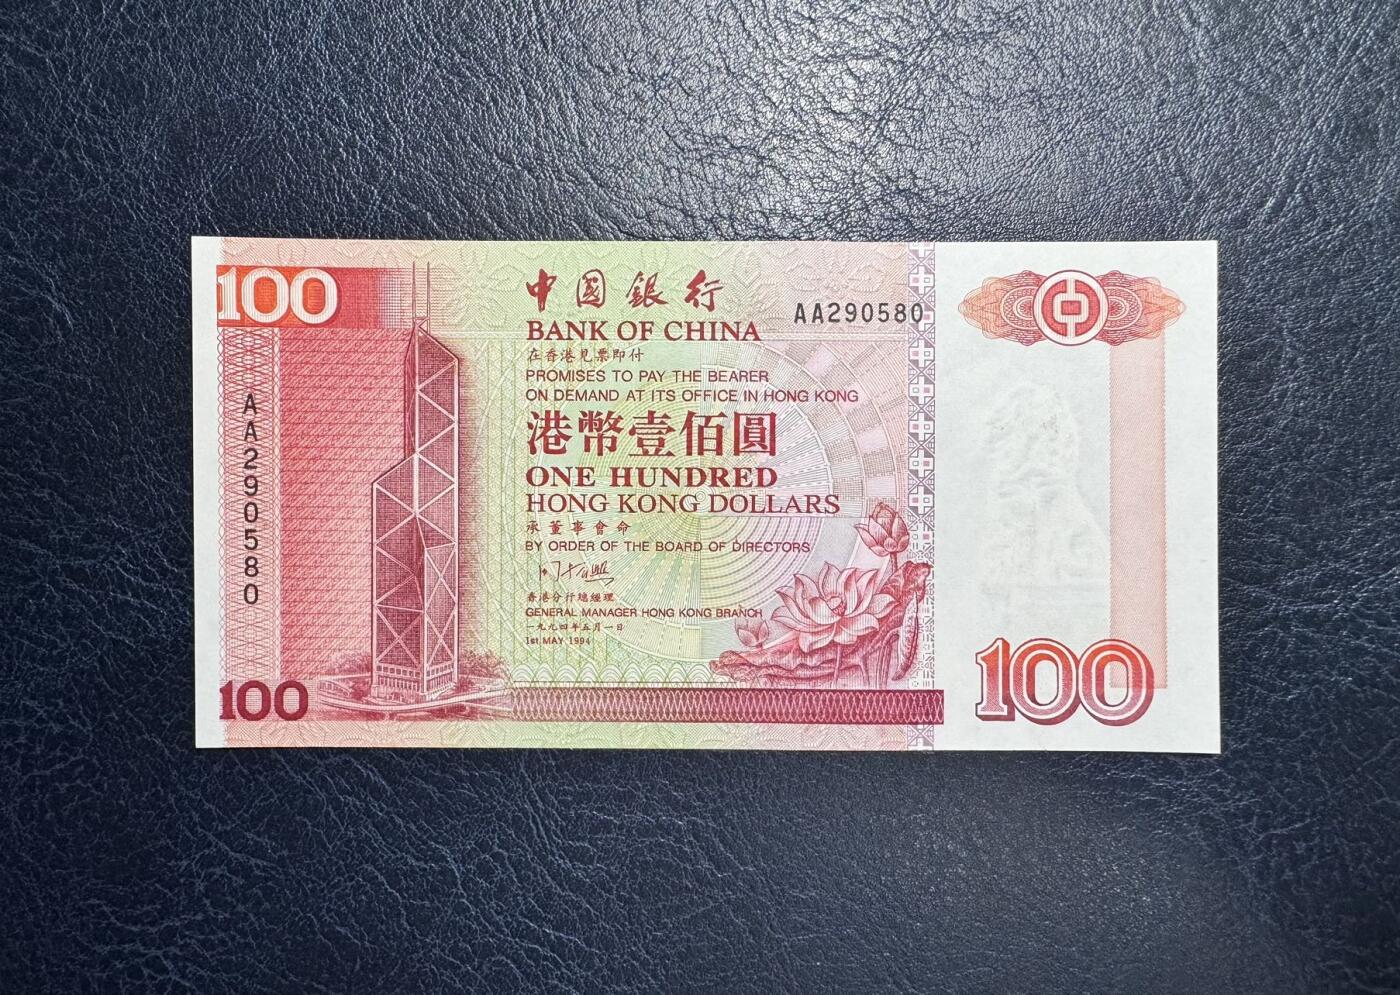 100
中國銀行
BANK OF CHINA
AA290580
在香港見票即付
PROMISES TO PAY THE BEARER
ON DEMAND AT ITS OFFICE IN HONG KONG
港幣壹佰圓
ONE HUNDRED
HONG KONG DOLLARS
承董事會命
BY ORDER OF THE BOARD OF DIRECTORS
香港分行總經理
GENERAL MANAGER HONG KONG BRANCH
一九九四年五月一日
1st MAY 1994
AA290580
100
100